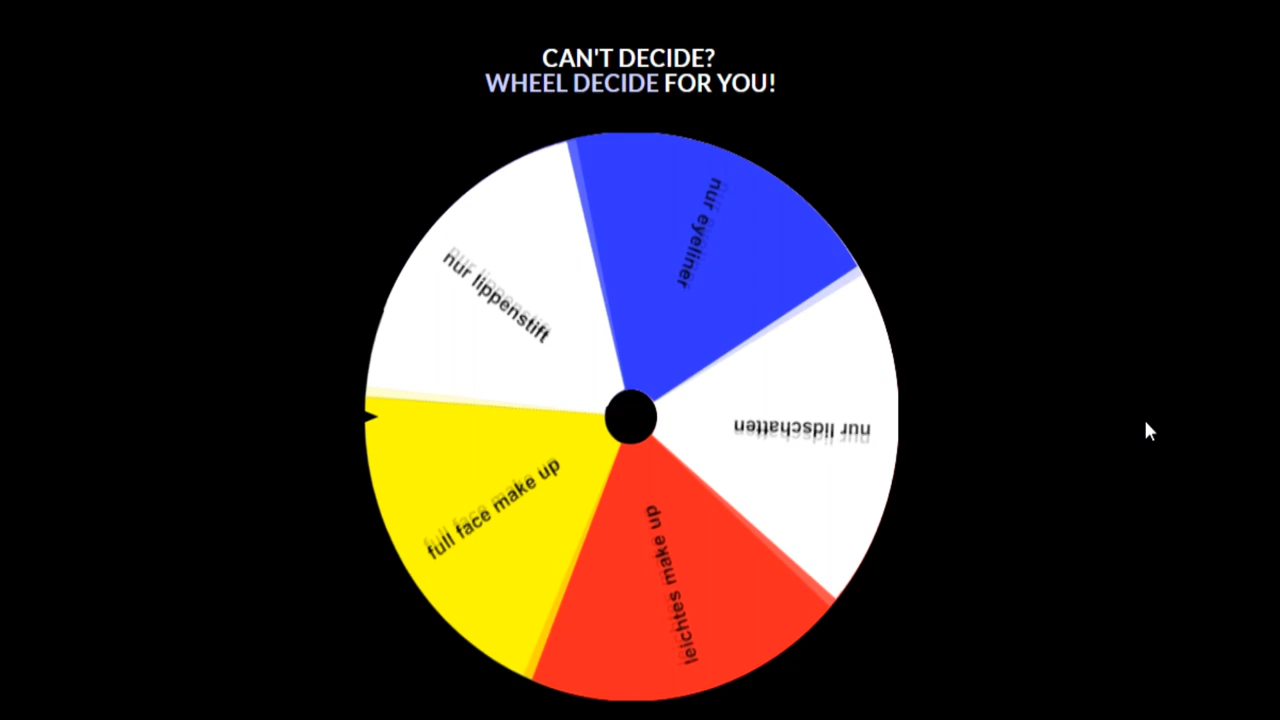 CAN'T DECIDE?
WHEEL DECIDE FOR YOU!
nur eyeliner
nur lippenstift
nur lidschatten
full face make up
leichtes make up